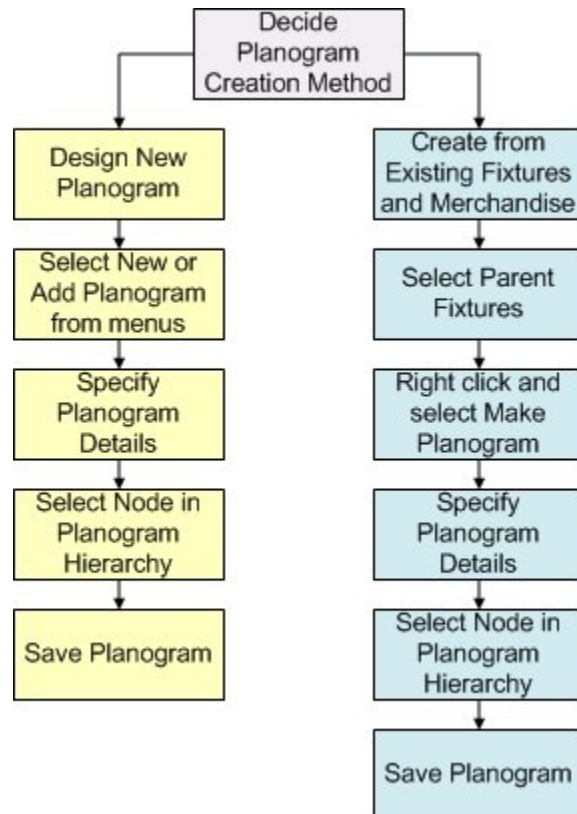 Decide
Planogram
Creation Method
Design New
Planogram
Select New or
Add Planogram
from menus
Specify
Planogram
Details
Select Node in
Planogram
Hierarchy
Save Planogram
Create from
Existing Fixtures
and Merchandise
Select Parent
Fixtures
Right click and
select Make
Planogram
Specify
Planogram
Details
Select Node in
Planogram
Hierarchy
Save Planogram